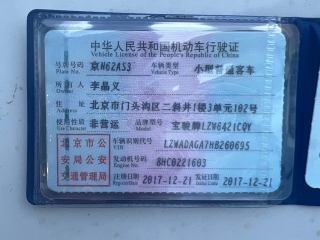 中华人民共和国机动车行驶证
Vehicle License of the People's Republic of China
号牌号码 京N62A53 车辆类型 小型普通客车
Plate No. Vehicle Type
所有人 李晶义
Owner
住址 北京市门头沟区二斜井1楼3单元102号
Address
使用性质 非营运 品牌型号 宝骏牌LZW6421CQY
Use Character Model
北京市公 车辆识别代号 LZWADAGA7HB260695
VIN
安局公安 发动机号码 8HC0221603
Engine No.
交通管理局 注册日期 2017-12-21 发证日期 2017-12-21
Register Date Issue Date